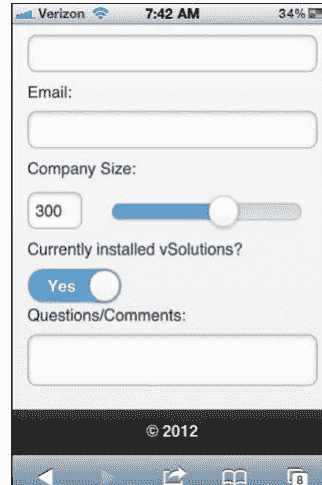 Verizon 7:42 AM 34%
Email:
Company Size:
300
Currently installed vSolutions?
Yes
Questions/Comments:
© 2012
8